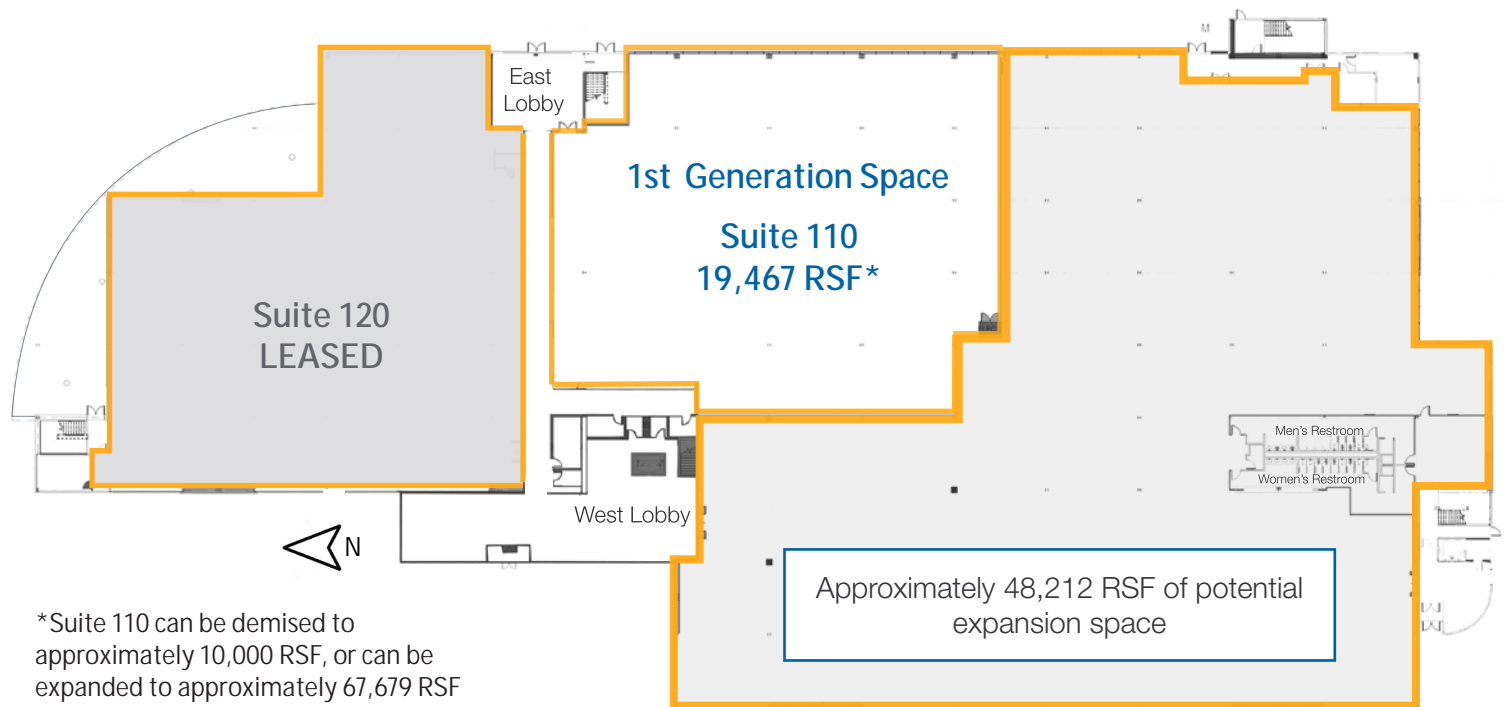 M
East
Lobby
1st Generation Space
Suite 110
19,467 RSF*
Suite 120
LEASED
Men's Restroom
Women's Restroom
West Lobby
N
Approximately 48,212 RSF of potential
expansion space
*Suite 110 can be demised to
approximately 10,000 RSF, or can be
expanded to approximately 67,679 RSF